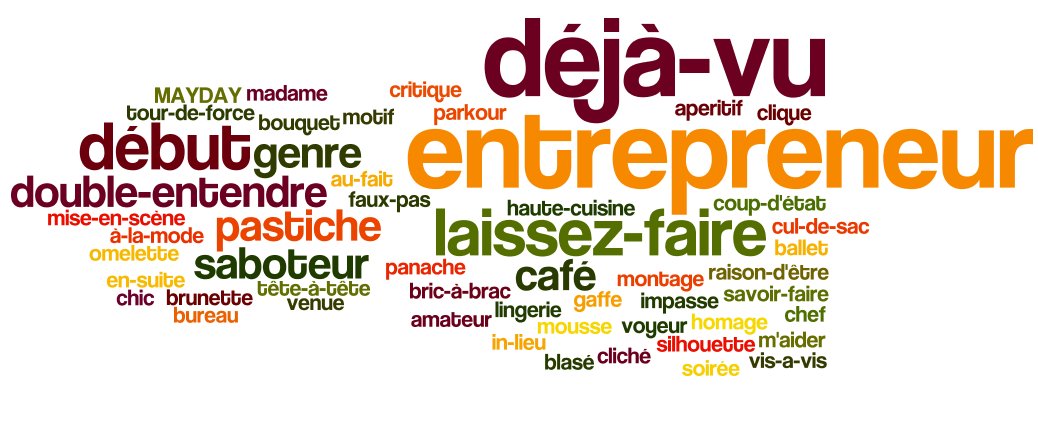 déjà-vu
MAYDAY madame critique
tour-de-force bouquet motif parkour aperitif clique
début genre entrepreneur
double-entendre au-fait faux-pas
mise-en-scène pastiche haute-cuisine coup-d'état
à-la-mode laissez-faire cul-de-sac
omelette ballet
saboteur panache café montage raison-d'être
en-suite tête-à-tête bric-à-brac gaffe impasse savoir-faire
chic brunette venue lingerie chef
bureau amateur mousse voyeur homage
in-lieu silhouette m'aider
blasé cliché soirée vis-a-vis